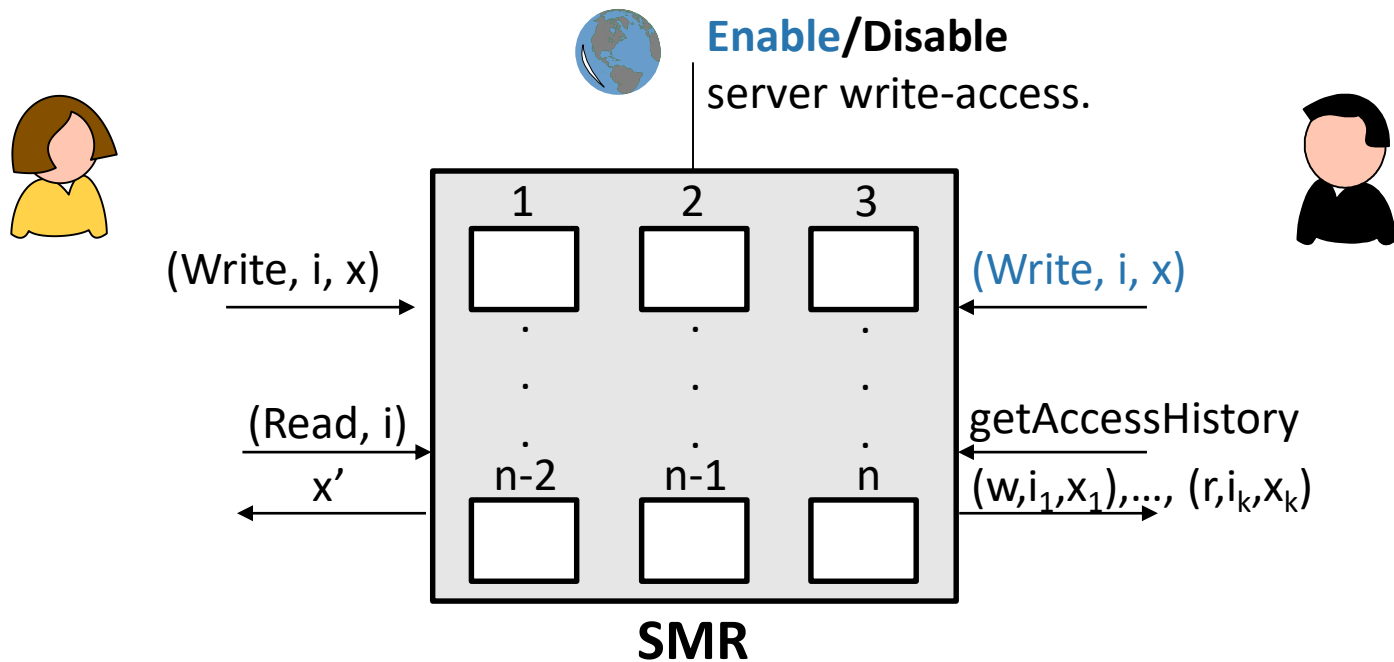 Enable/Disable
server write-access.
1 2 3
(Write, i, x)
(Write, i, x)
. . .
. . .
(Read, i)
getAccessHistory
. . .
x’
n-2 n-1 n
(w,i₁,x₁),…, (r,iₖ,xₖ)
SMR